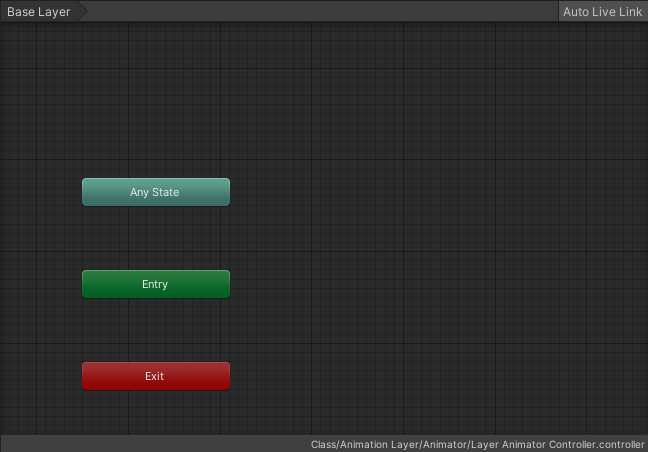 Base Layer
Auto Live Link
Any State
Entry
Exit
Class/Animation Layer/Animator/Layer Animator Controller.controller